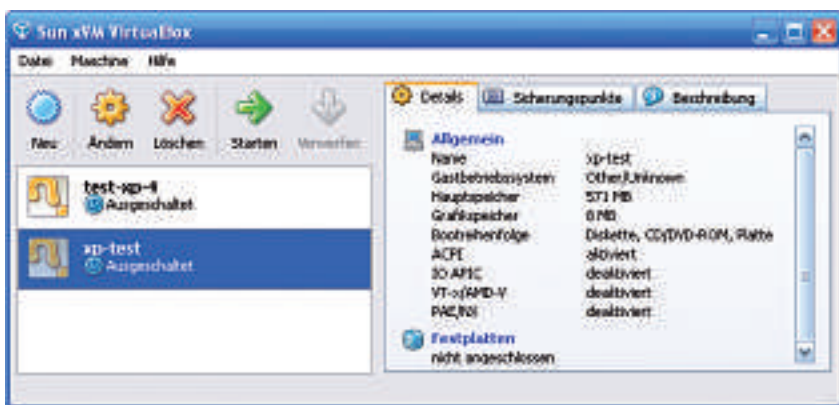 Sun xVM VirtualBox
Datei Maschine Hilfe
Neu Ändern Löschen Starten Verwerfen
Details Sicherungspunkte Beschreibung
test-xp-4
Ausgeschaltet
xp-test
Ausgeschaltet
Allgemein
Name xp-test
Gastbetriebssystem Other/Unknown
Hauptspeicher 571 MB
Grafikspeicher 8 MB
Bootreihenfolge Diskette, CD/DVD-ROM, Platte
ACPI aktiviert
IO APIC deaktiviert
VT-x/AMD-V deaktiviert
PAE/NX deaktiviert
Festplatten
nicht angeschlossen